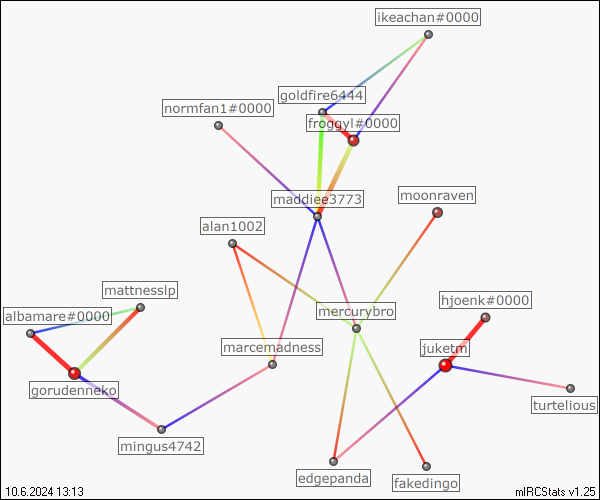 ikeachan#0000
goldfire6444
normfan1#0000
froggyl#0000
moonraven
maddiee3773
alan1002
mattnesslp
hjoenk#0000
albamare#0000
mercurybro
marcemadness
juketm
gorudenneko
turtelious
mingus4742
edgepanda
fakedingo
10.6.2024 13:13
mIRCStats v1.25